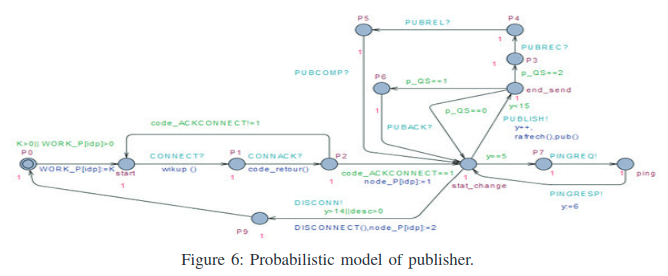 P5
PUBREL?
P4
1
1
PUBREC?
P3
1
PUBCOMP?
P6
p_QS==1
p_QS==2
1
end_send
1
p_QS==0
y<15
PUBLISH!
y++,
rafrech(),pub()
code_ACKCONNECT!=1
PUBACK?
K>0|| WORK_P[idp]>0
P0
CONNECT?
P1
CONNACK?
P2
y==5
P7
PINGREQ!
WORK_P[idp]=K
start
wikup ()
code_retour()
code_ACKCONNECT==1
ping
1
1
1
1
node_P[idp]:=1
stat_change
1
1
1
DISCONN!
PINGRESP!
y>14||desc>0
y:=6
P9
DISCONNECT(),node_P[idp]:=2
1
Figure 6: Probabilistic model of publisher.